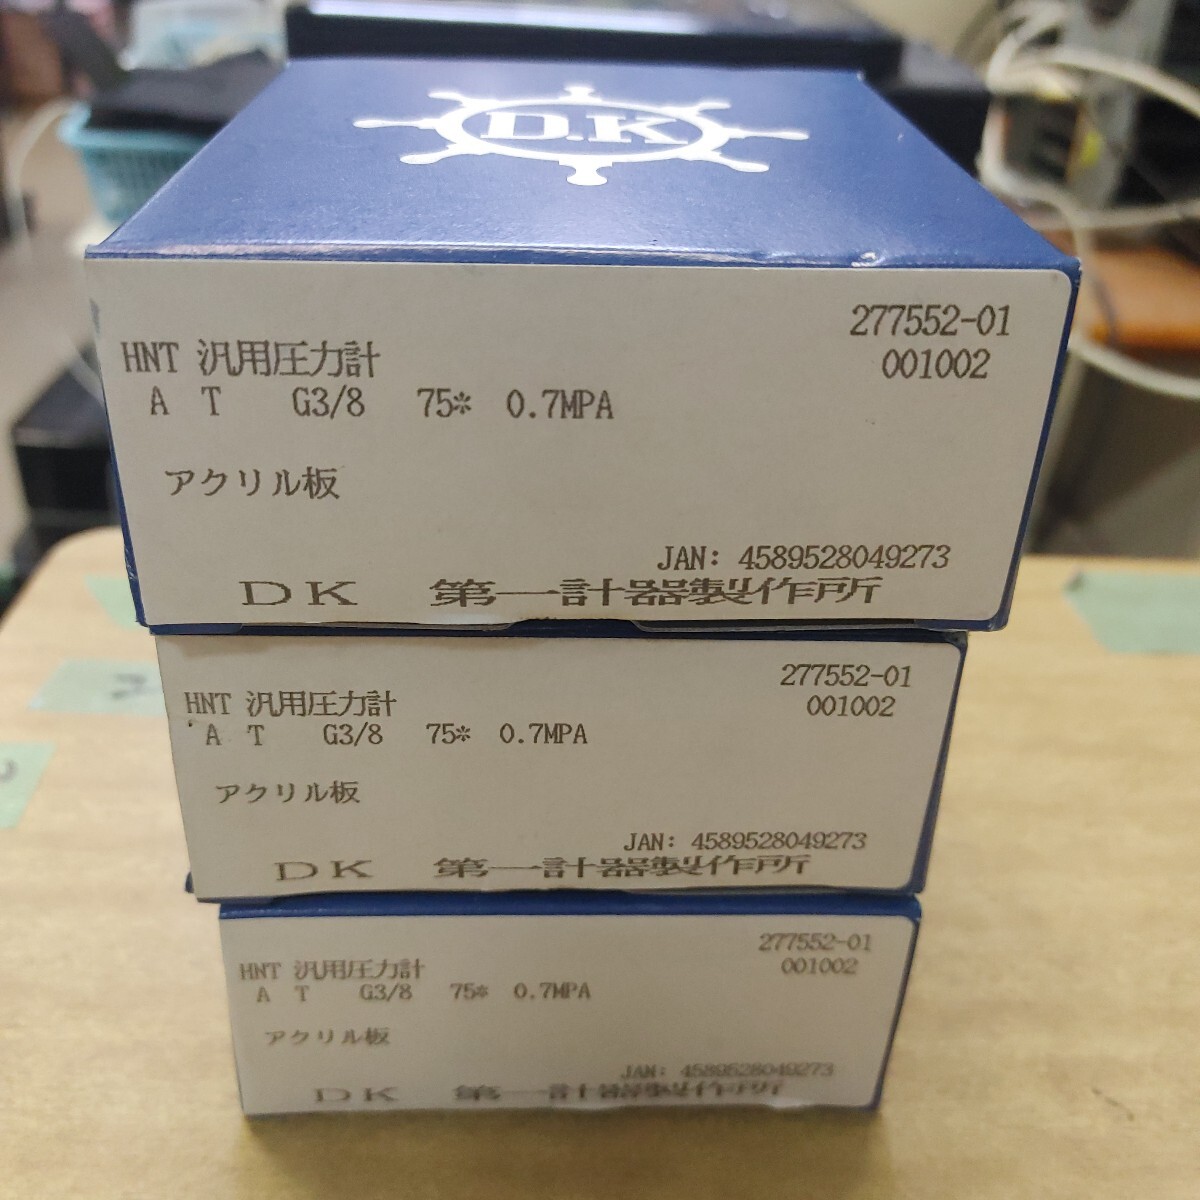 D.K
277552-01
HNT 汎用圧力計
001002
A T G3/8 75* 0.7MPA
アクリル板
JAN: 4589528049273
DK 第一計器製作所
277552-01
HNT 汎用圧力計
001002
A T G3/8 75* 0.7MPA
アクリル板
JAN: 4589528049273
DK 第一計器製作所
277552-01
HNT 汎用圧力計
001002
A T G3/8 75* 0.7MPA
アクリル板
JAN: 4589528049273
DK 第一計器製作所